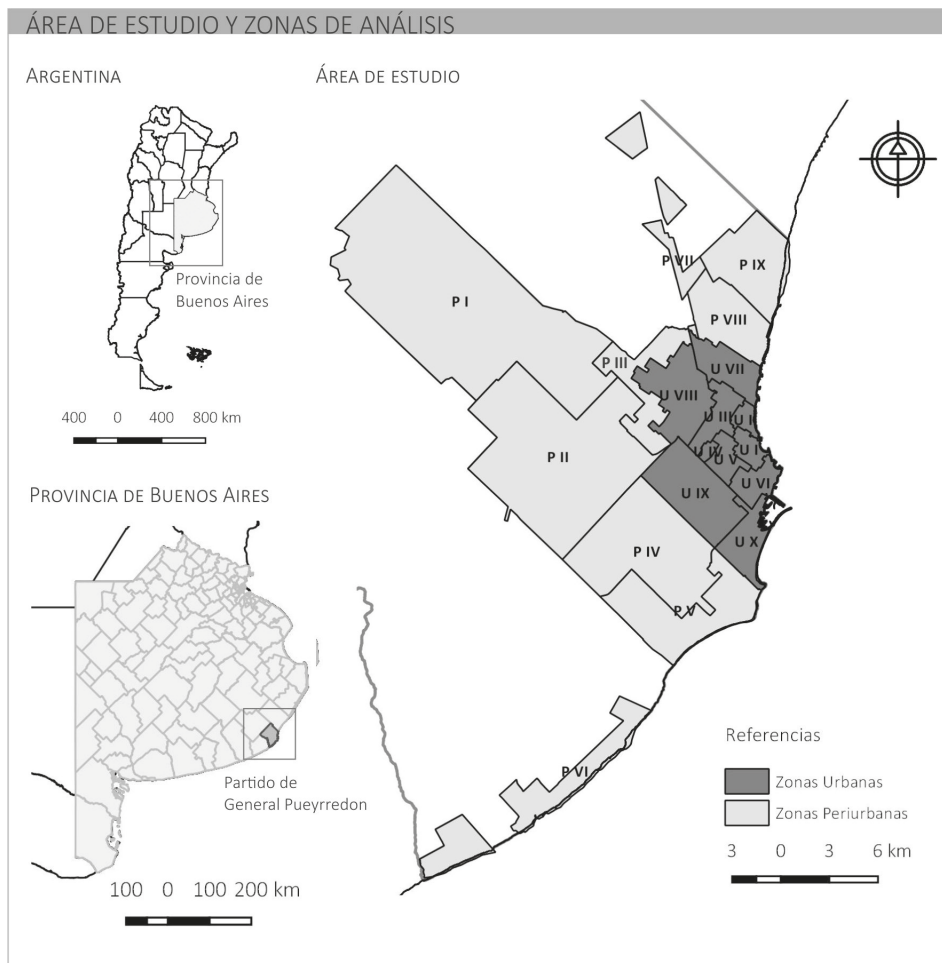 ÁREA DE ESTUDIO Y ZONAS DE ANÁLISIS
ARGENTINA
Provincia de
Buenos Aires
400 0 400 800 km
PROVINCIA DE BUENOS AIRES
Partido de
General Pueyrredon
100 0 100 200 km
ÁREA DE ESTUDIO
P VII
P IX
P I
P VIII
P III
U VII
U VIII
U III
U I
U IV
U V
U I
P II
U VI
U IX
U X
P IV
P V
P VI
Referencias
Zonas Urbanas
Zonas Periurbanas
3 0 3 6 km